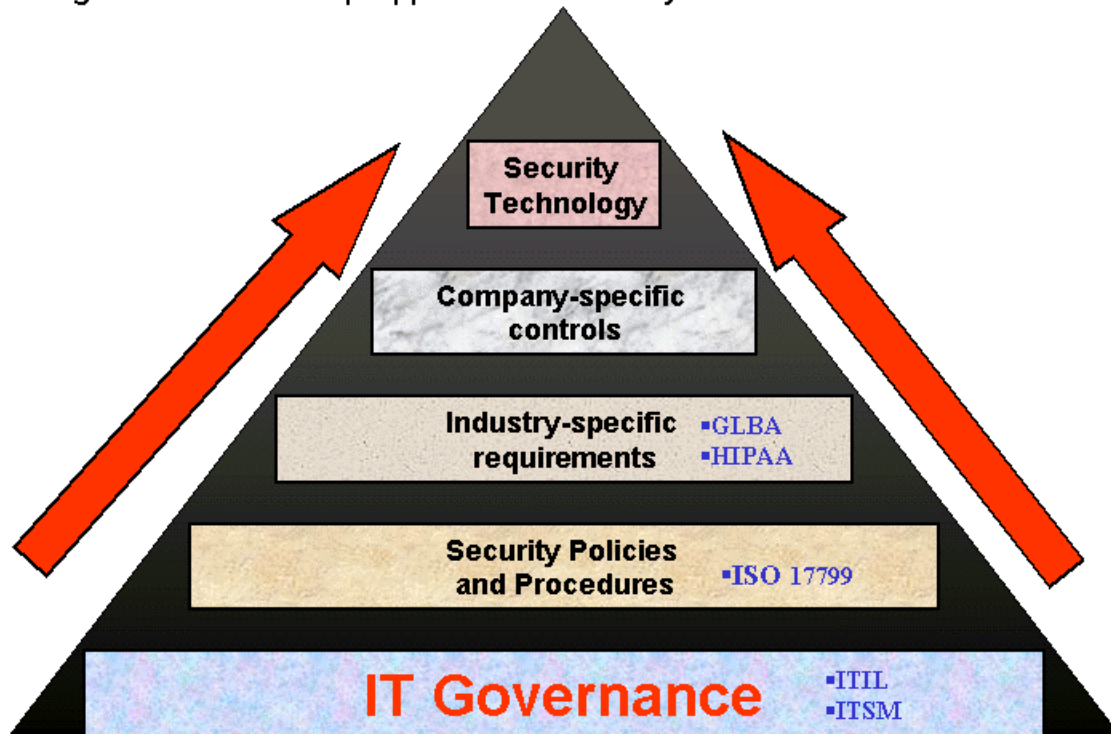 Security
Technology
Company-specific
controls
Industry-specific
requirements
▪GLBA
▪HIPAA
Security Policies
and Procedures
▪ISO 17799
IT Governance
▪ITIL
▪ITSM